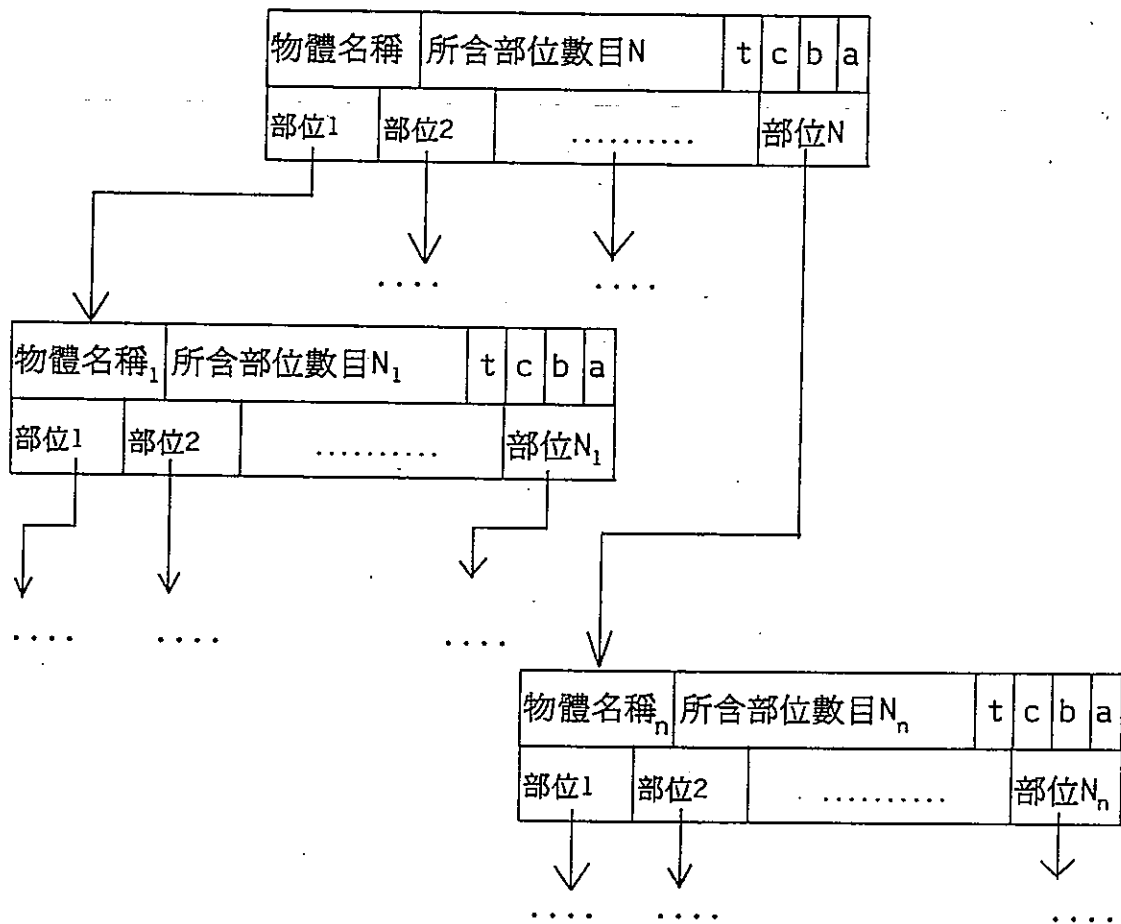 物體名稱 所含部位數目N t c b a
部位1 部位2 .......... 部位N
.... ....
物體名稱₁ 所含部位數目N₁ t c b a
部位1 部位2 .......... 部位N₁
.... .... ....
物體名稱ₙ 所含部位數目Nₙ t c b a
部位1 部位2 .......... 部位Nₙ
.... .... ....